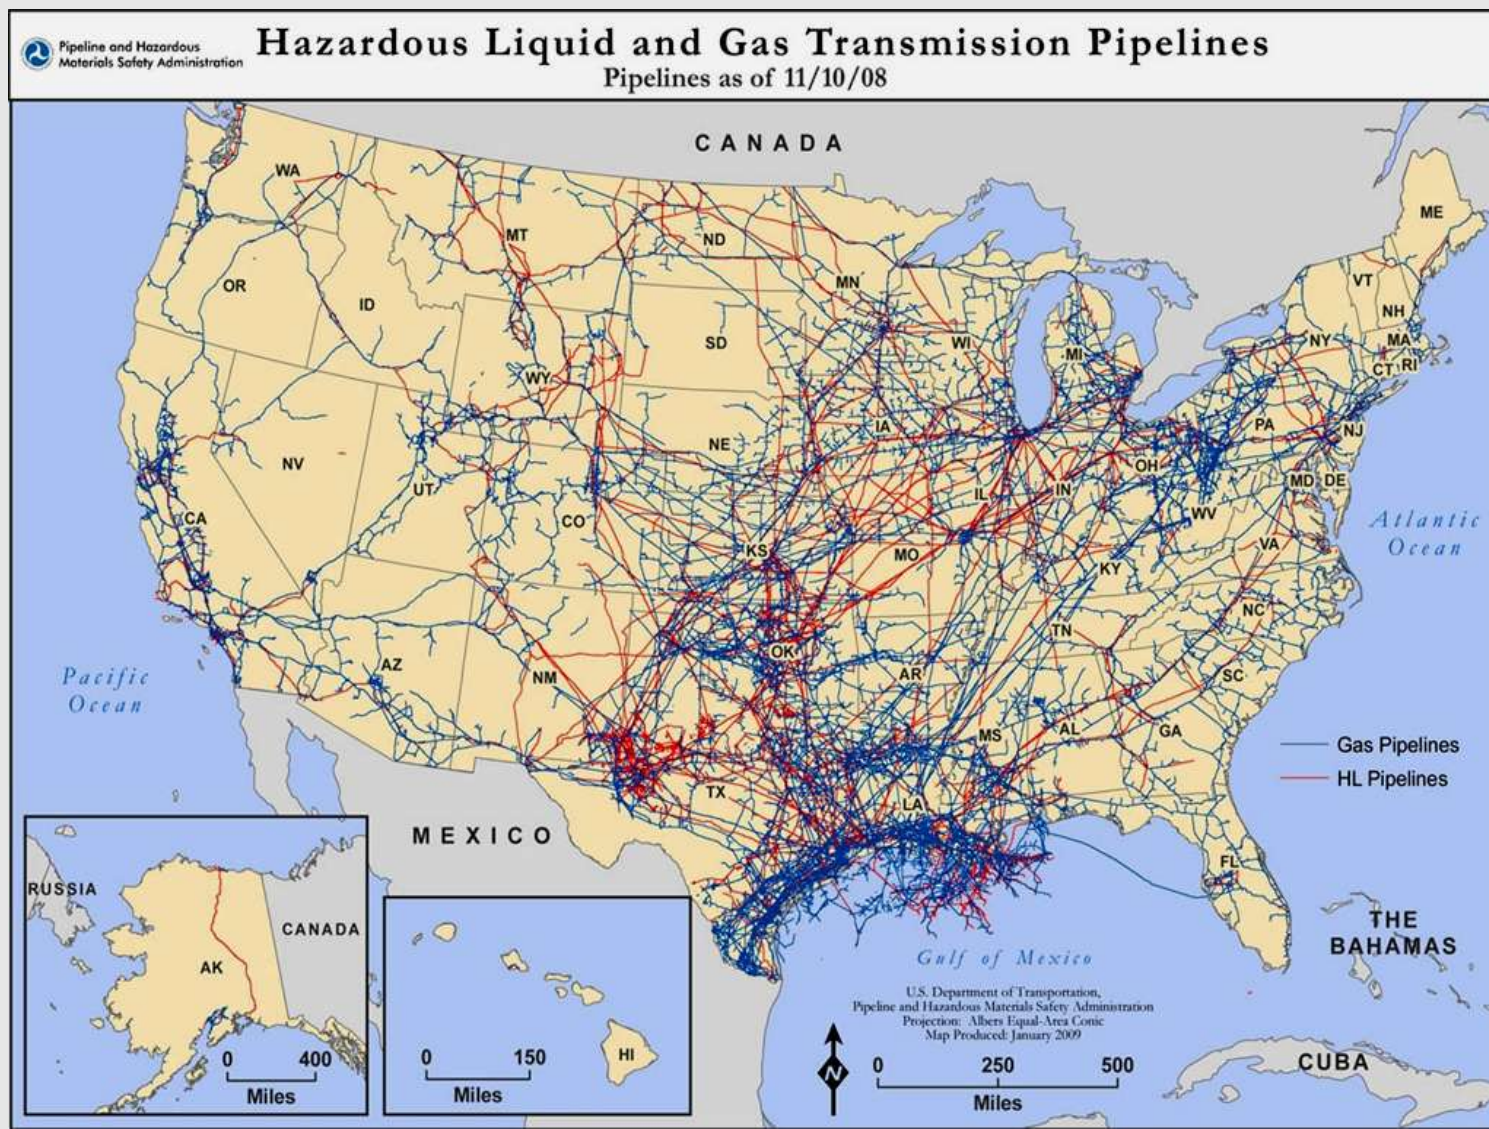 Pipeline and Hazardous
Materials Safety Administration
Hazardous Liquid and Gas Transmission Pipelines
Pipelines as of 11/10/08
CANADA
WA
MT
ND
MN
ME
OR
ID
SD
WI
MI
VT
NH
NY
MA
CT
RI
WY
IA
NE
PA
NJ
NV
UT
CO
IL
IN
OH
MD
DE
WV
CA
KS
MO
KY
VA
Atlantic
Ocean
NC
TN
OK
AR
SC
AZ
NM
Pacific
Ocean
MS
AL
GA
TX
LA
Gas Pipelines
HL Pipelines
MEXICO
FL
RUSSIA
CANADA
AK
0 400
Miles
0 150
Miles
HI
THE
BAHAMAS
Gulf of Mexico
U.S. Department of Transportation,
Pipeline and Hazardous Materials Safety Administration
Projection: Albers Equal-Area Conic
Map Produced: January 2009
N
0 250 500
Miles
CUBA